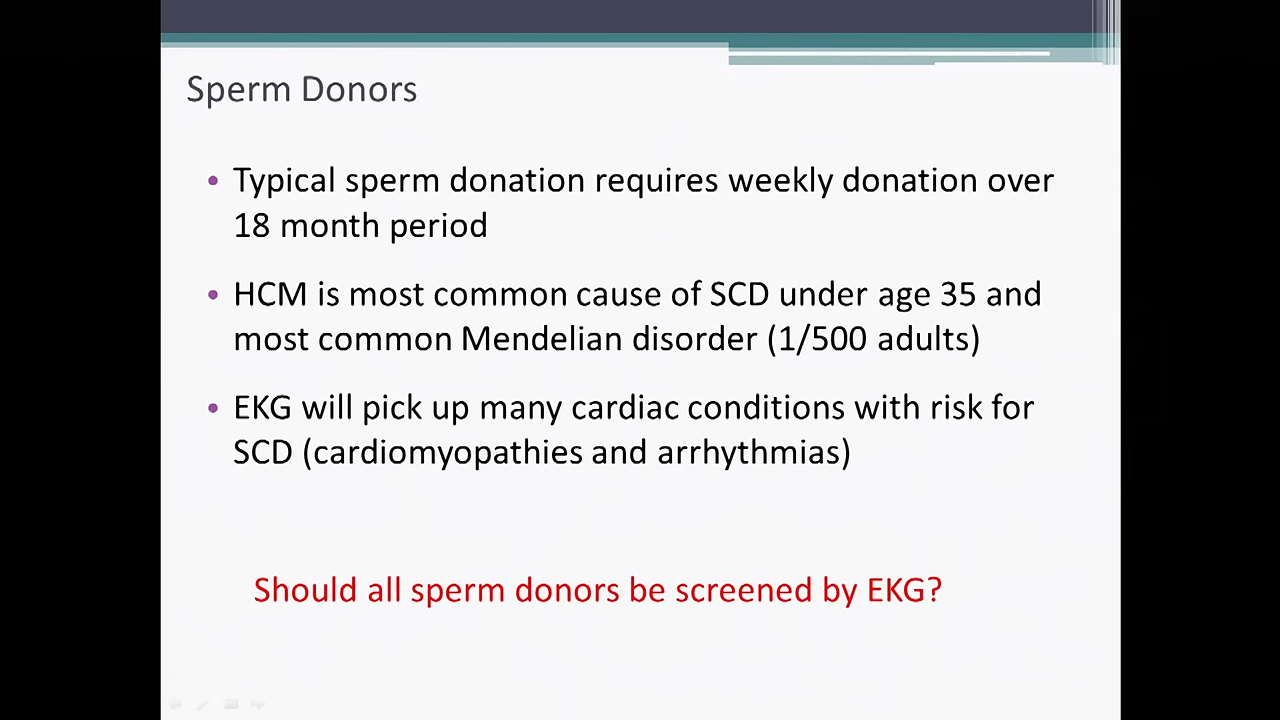 Sperm Donors
• Typical sperm donation requires weekly donation over
18 month period
• HCM is most common cause of SCD under age 35 and
most common Mendelian disorder (1/500 adults)
• EKG will pick up many cardiac conditions with risk for
SCD (cardiomyopathies and arrhythmias)
Should all sperm donors be screened by EKG?